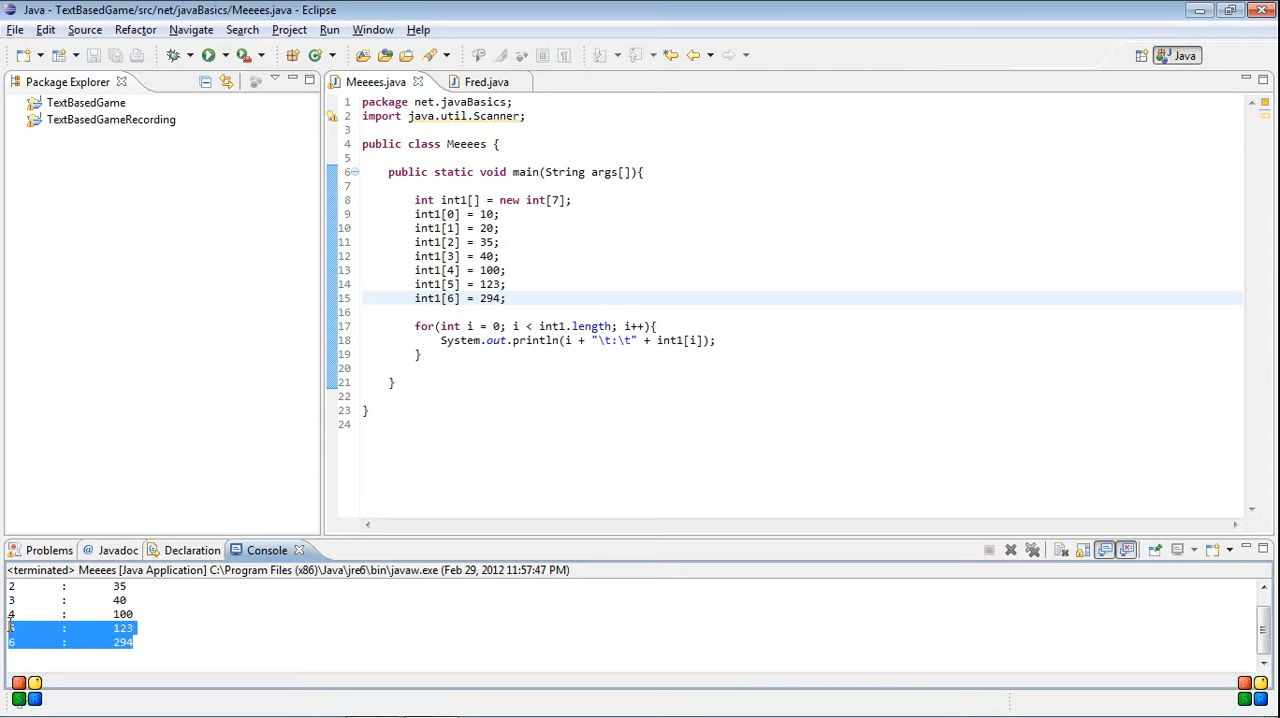 Java - TextBasedGame/src/net/javaBasics/Meeees.java - Eclipse
File Edit Source Refactor Navigate Search Project Run Window Help
Java
Package Explorer
TextBasedGame
TextBasedGameRecording
Meeees.java Fred.java
1 package net.javaBasics;
2 import java.util.Scanner;
3
4 public class Meeees {
5
6 public static void main(String args[]){
7
8 int int1[] = new int[7];
9 int1[0] = 10;
10 int1[1] = 20;
11 int1[2] = 35;
12 int1[3] = 40;
13 int1[4] = 100;
14 int1[5] = 123;
15 int1[6] = 294;
16
17 for(int i = 0; i < int1.length; i++){
18 System.out.println(i + "\t:\t" + int1[i]);
19 }
20
21 }
22
23 }
24
Problems @ Javadoc Declaration Console
<terminated> Meeees [Java Application] C:\Program Files (x86)\Java\jre6\bin\javaw.exe (Feb 29, 2012 11:57:47 PM)
2 : 35
3 : 40
4 : 100
: 123
6 : 294